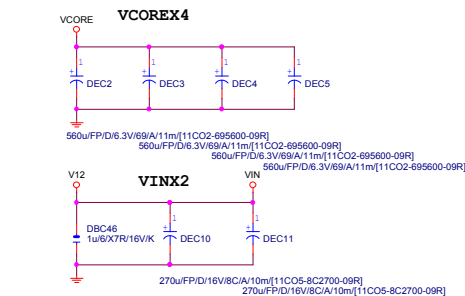 VCOREX4
VCORE
1 1 1 1
+ DEC2 + DEC3 + DEC4 + DEC5
560u/FP/D/6.3V/69/A/11m/[11CO2-695600-09R]
560u/FP/D/6.3V/69/A/11m/[11CO2-695600-09R]
560u/FP/D/6.3V/69/A/11m/[11CO2-695600-09R]
560u/FP/D/6.3V/69/A/11m/[11CO2-695600-09R]
V12 VINX2 VIN
1 1
DBC46
1u/6/X7R/16V/K + DEC10 + DEC11
270u/FP/D/16V/8C/A/10m/[11CO5-8C2700-09R]
270u/FP/D/16V/8C/A/10m/[11CO5-8C2700-09R]